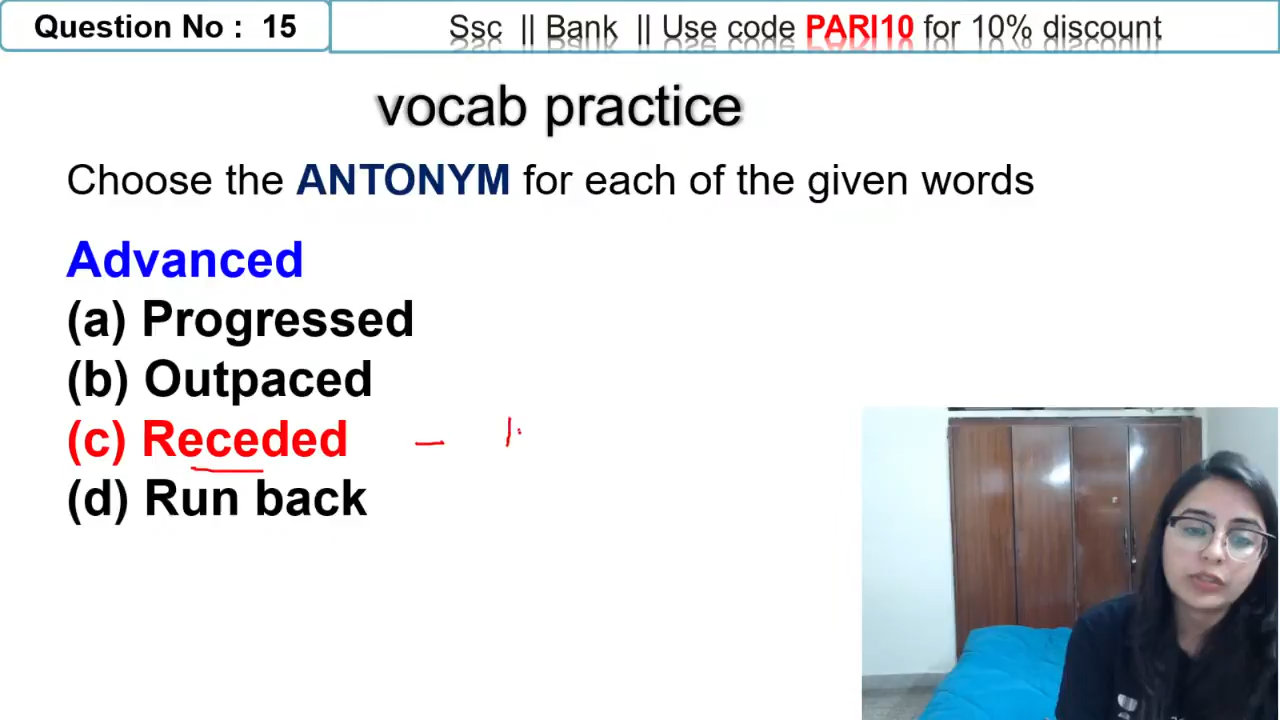 Question No : 15
Ssc || Bank || Use code PARI10 for 10% discount
vocab practice
Choose the ANTONYM for each of the given words
Advanced
(a) Progressed
(b) Outpaced
(c) Receded
(d) Run back